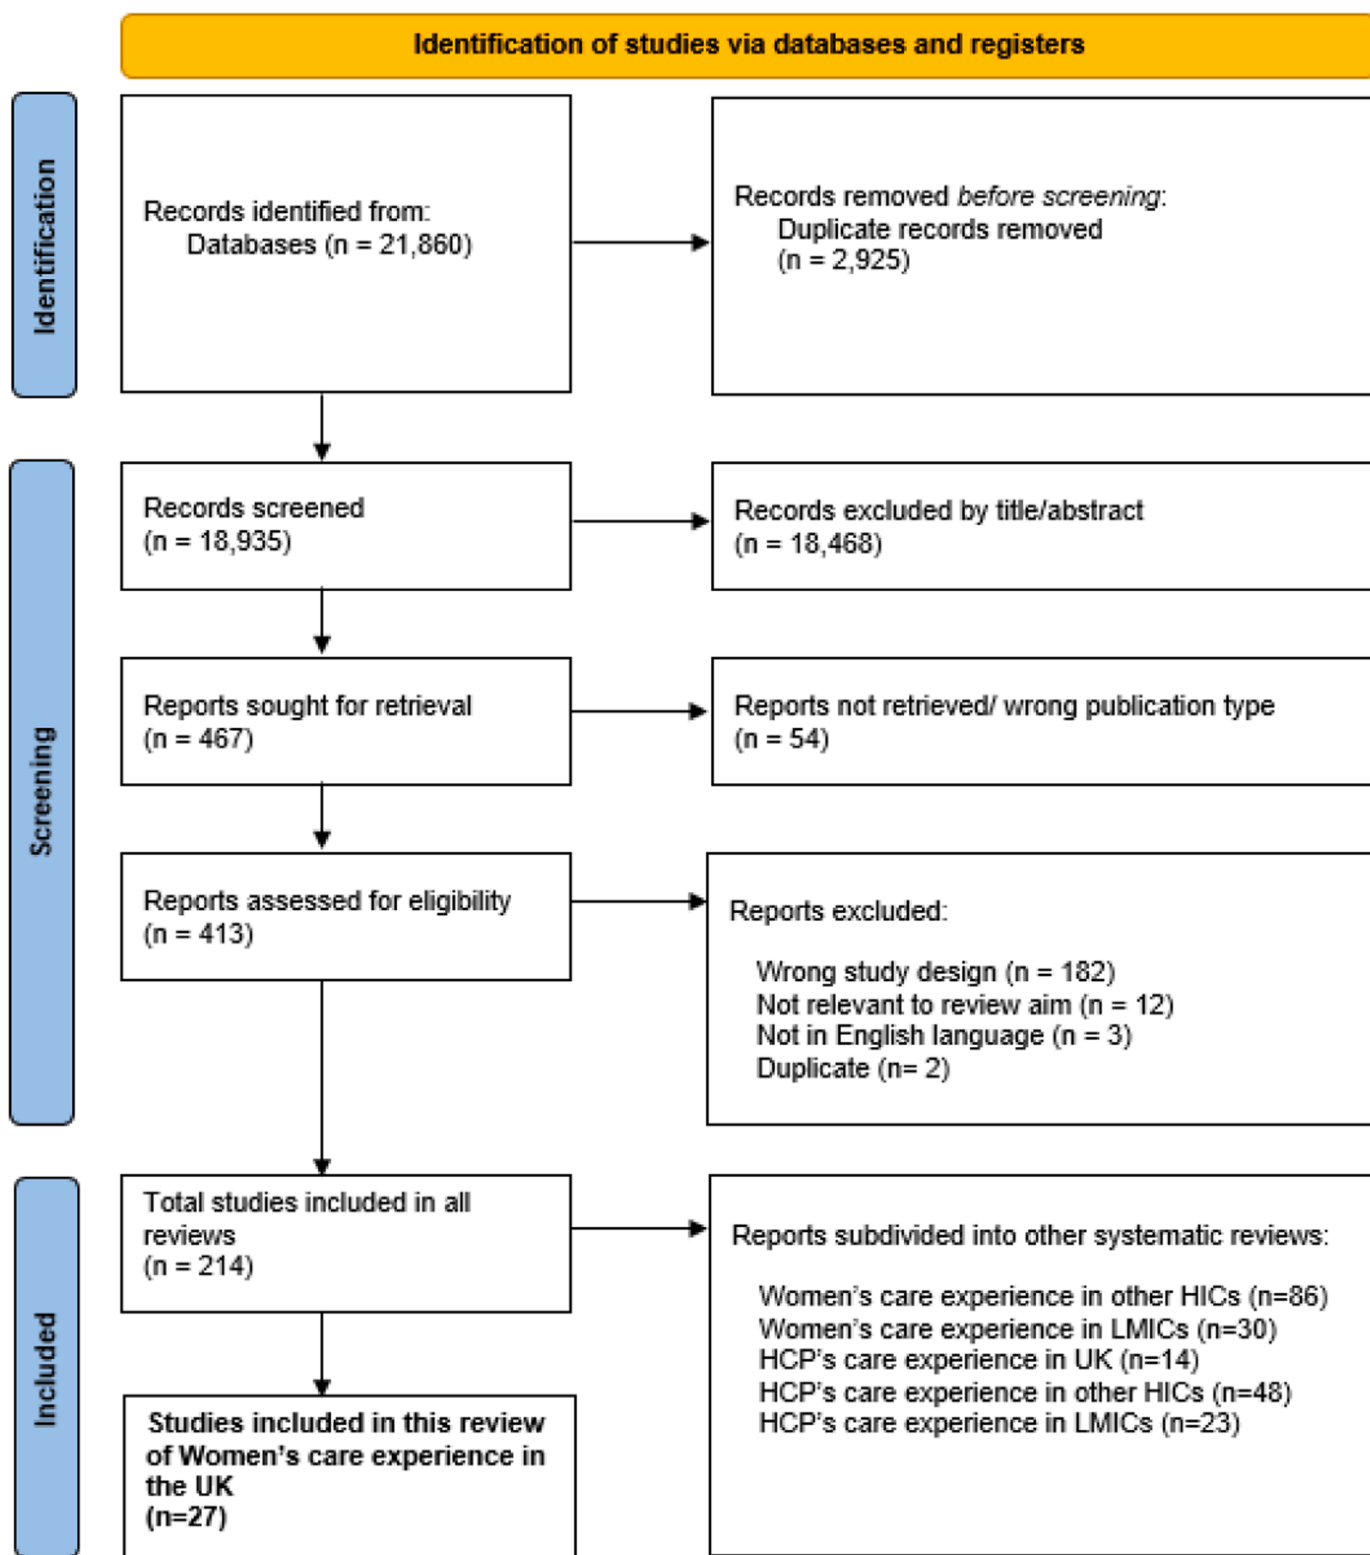 Identification of studies via databases and registers
Identification
Records identified from:
Databases (n = 21,860)
Records removed before screening:
Duplicate records removed
(n = 2,925)
Screening
Records screened
(n = 18,935)
Records excluded by title/abstract
(n = 18,468)
Reports sought for retrieval
(n = 467)
Reports not retrieved/ wrong publication type
(n = 54)
Reports assessed for eligibility
(n = 413)
Reports excluded:
Wrong study design (n = 182)
Not relevant to review aim (n = 12)
Not in English language (n = 3)
Duplicate (n= 2)
Included
Total studies included in all
reviews
(n = 214)
Reports subdivided into other systematic reviews:
Women’s care experience in other HICs (n=86)
Women’s care experience in LMICs (n=30)
HCP’s care experience in UK (n=14)
HCP’s care experience in other HICs (n=48)
HCP’s care experience in LMICs (n=23)
Studies included in this review
of Women’s care experience in
the UK
(n=27)